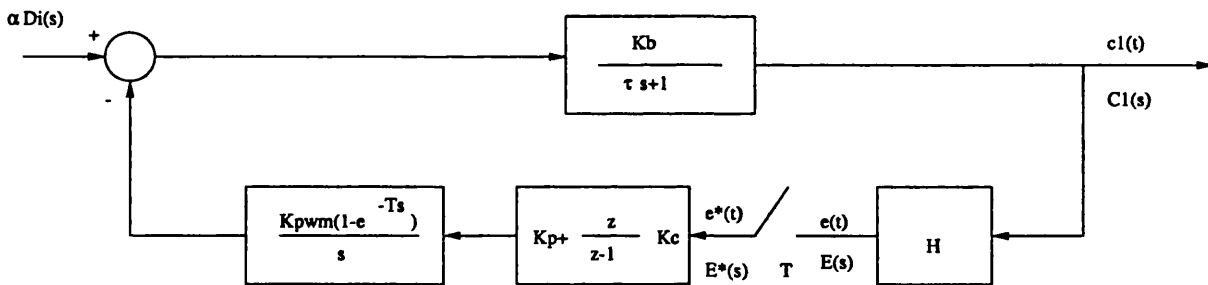 α Di(s)
+
-
Kb
τ s+1
c1(t)
C1(s)
Kpwm(1-e -Ts )
s
Kp+ z Kc
z-1
e*(t)
E*(s)
T
e(t)
E(s)
H